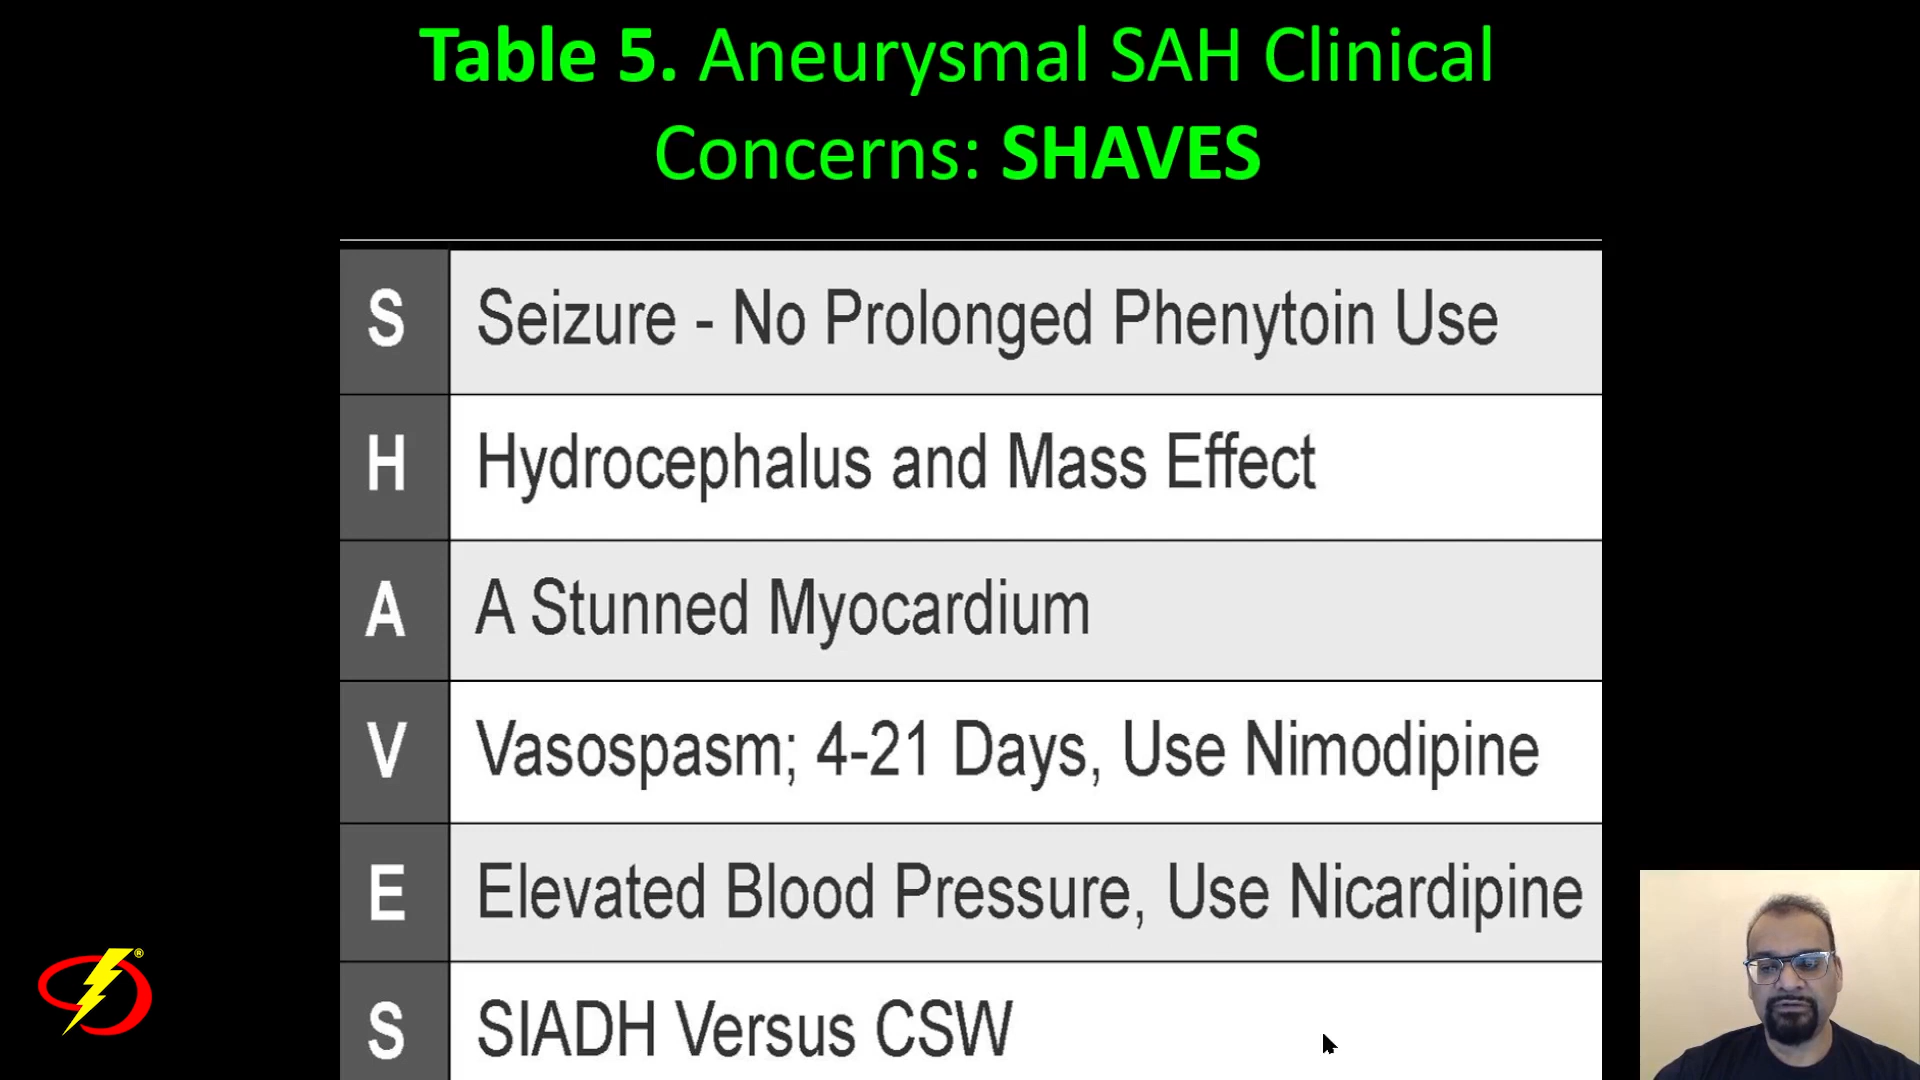 Table 5. Aneurysmal SAH Clinical
Concerns: SHAVES
S Seizure - No Prolonged Phenytoin Use
H Hydrocephalus and Mass Effect
A A Stunned Myocardium
V Vasospasm; 4-21 Days, Use Nimodipine
E Elevated Blood Pressure, Use Nicardipine
S SIADH Versus CSW
®